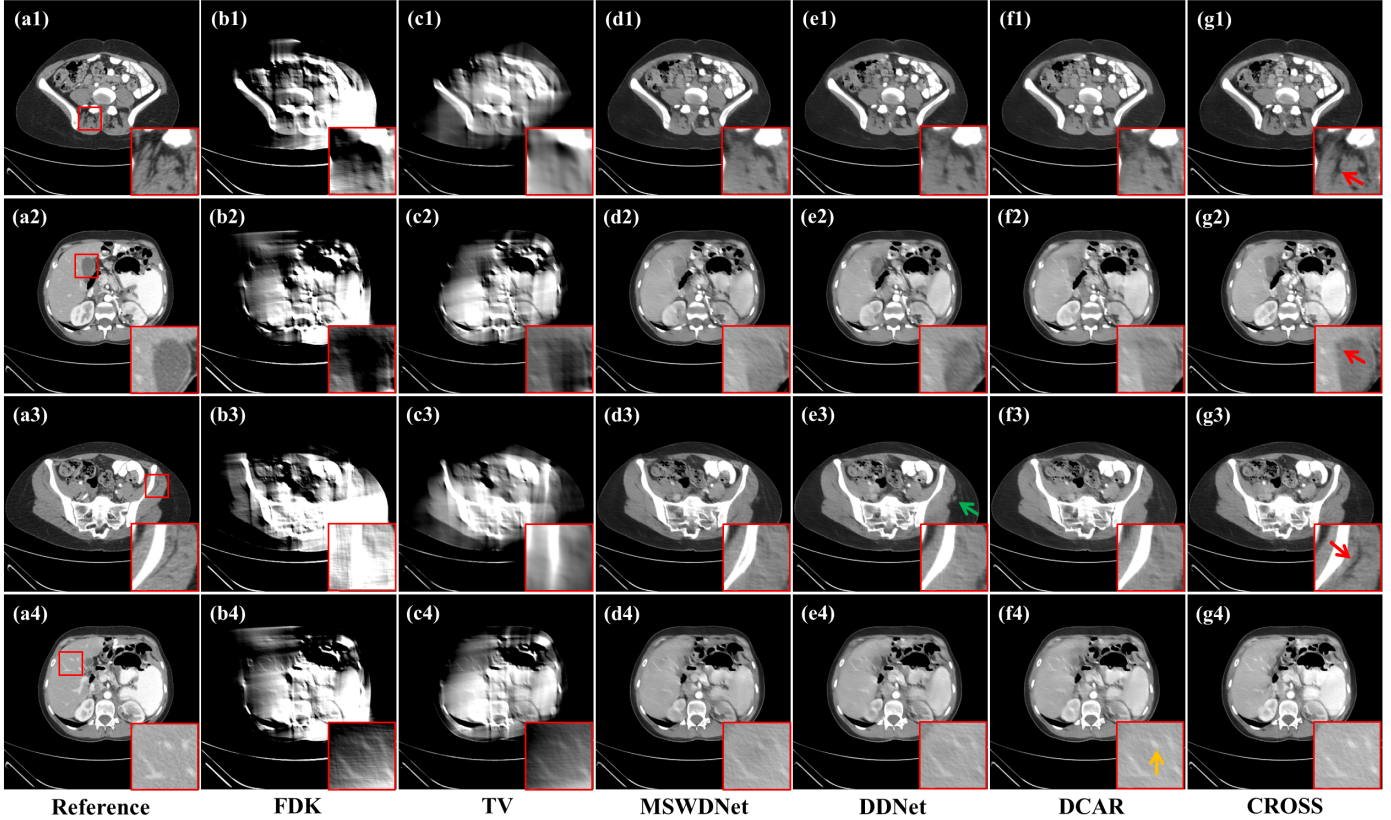 (a1) (b1) (c1) (d1) (e1) (f1) (g1)
(a2) (b2) (c2) (d2) (e2) (f2) (g2)
(a3) (b3) (c3) (d3) (e3) (f3) (g3)
(a4) (b4) (c4) (d4) (e4) (f4) (g4)
Reference FDK TV MSWDNet DDNet DCAR CROSS